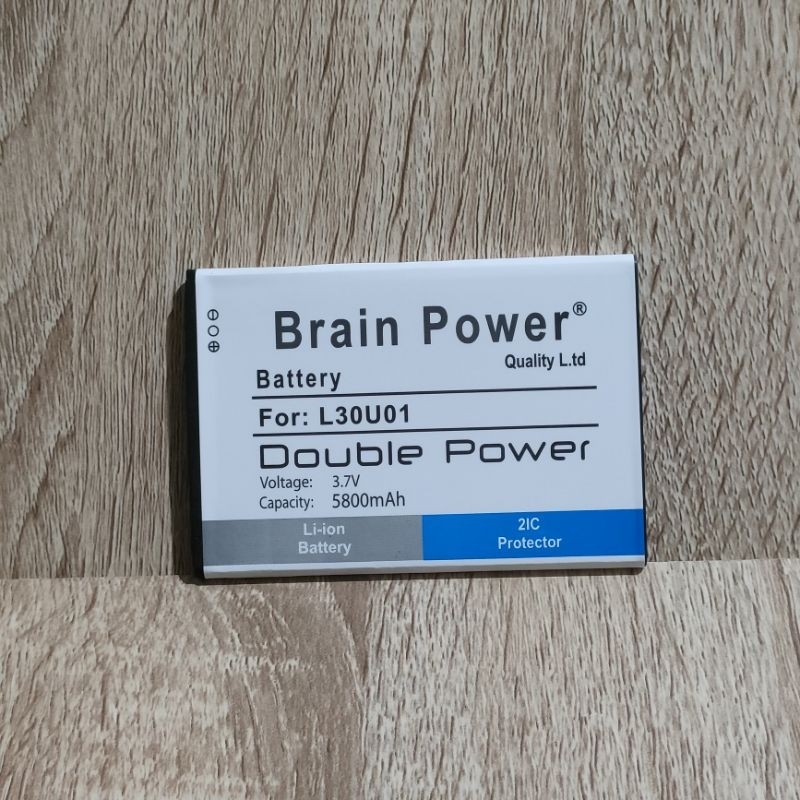 Brain Power®
Quality L.td
Battery
For: L30U01
Double Power
Voltage: 3.7V
Capacity: 5800mAh
Li-ion
Battery
2IC
Protector